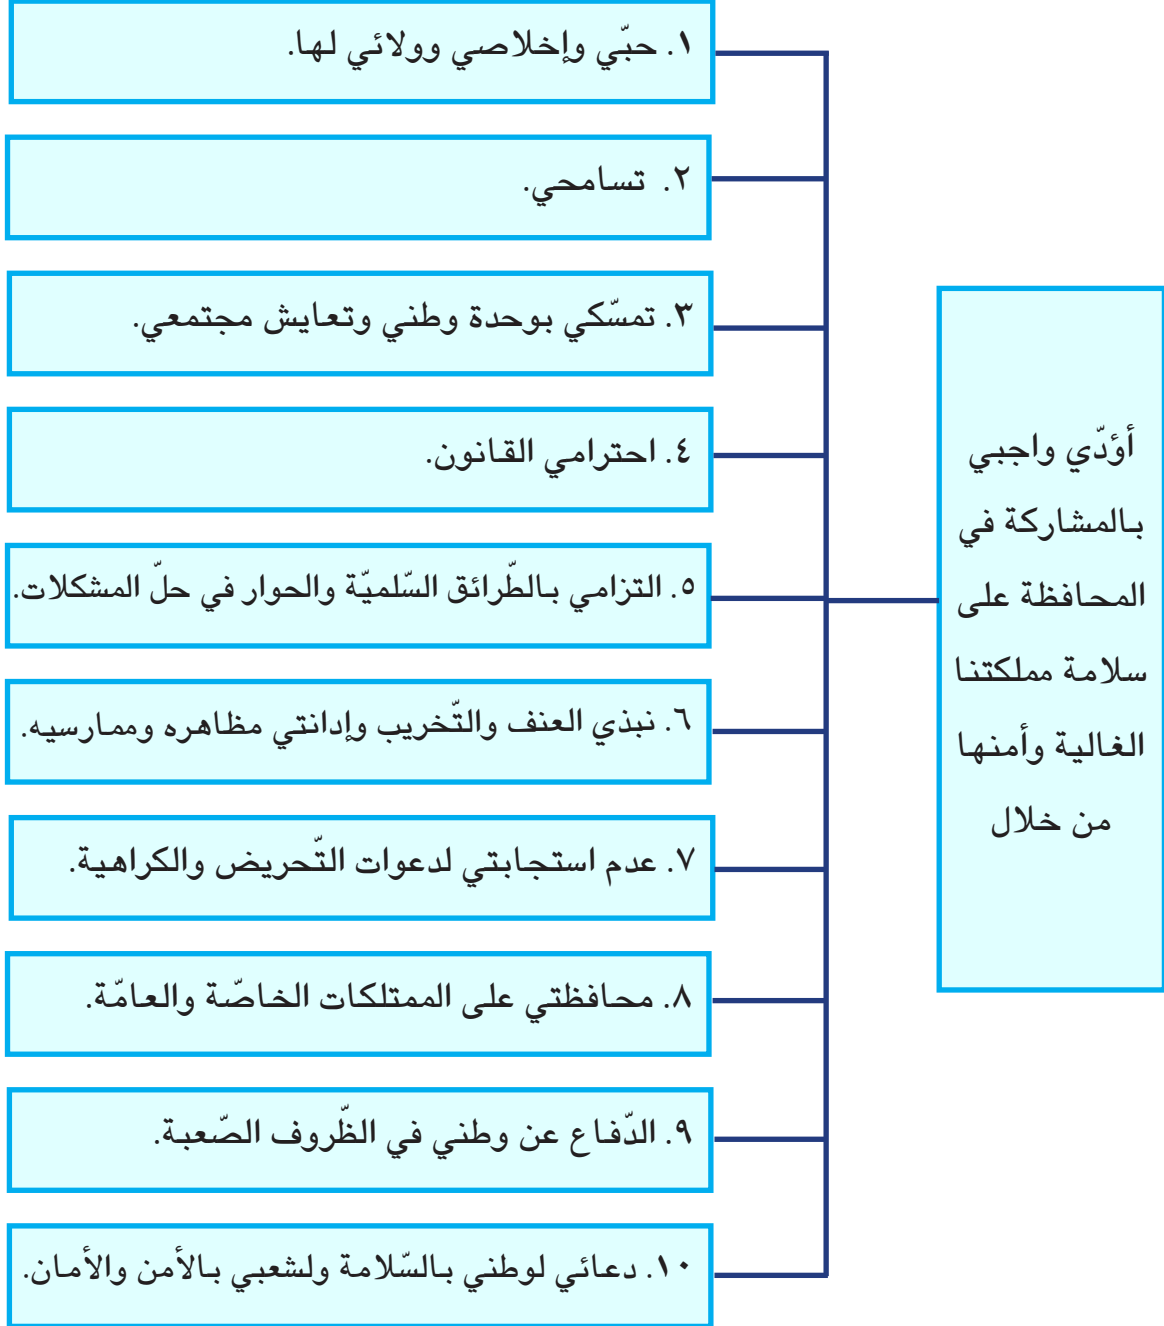 أؤدّي واجبي
بالمشاركة في
المحافظة على
سلامة مملكتنا
الغالية وأمنها
من خلال
١. حبّي وإخلاصي وولائي لها.
٢. تسامحي.
٣. تمسّكي بوحدة وطني وتعايش مجتمعي.
٤. احترامي القانون.
٥. التزامي بالطّرائق السّلميّة والحوار في حلّ المشكلات.
٦. نبذي العنف والتّخريب وإدانتي مظاهره وممارسيه.
٧. عدم استجابتي لدعوات التّحريض والكراهية.
٨. محافظتي على الممتلكات الخاصّة والعامّة.
٩. الدّفاع عن وطني في الظّروف الصّعبة.
١٠. دعائي لوطني بالسّلامة ولشعبي بالأمن والأمان.